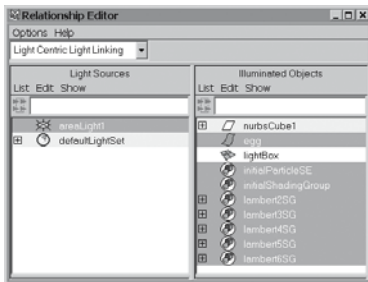 Relationship Editor
Options Help
Light Centric Light Linking
Light Sources
List Edit Show
areaLight1
defaultLightSet
Illuminated Objects
List Edit Show
nurbsCube1
egg
lightBox
initialParticleSE
initialShadingGroup
lambert2SG
lambert3SG
lambert4SG
lambert5SG
lambert6SG